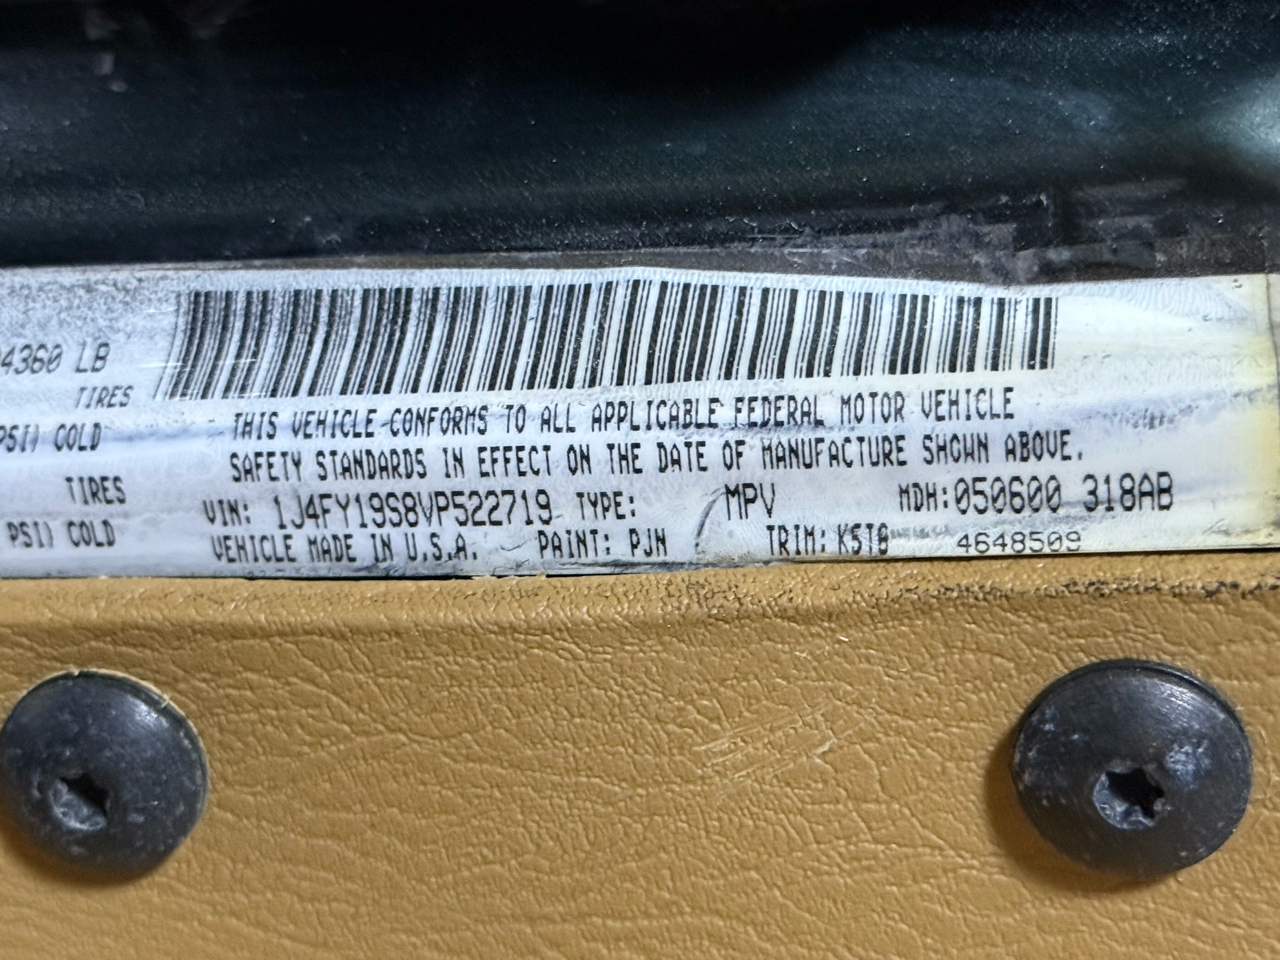 4360 LB
TIRES
PSI) COLD
TIRES
PSI) COLD
THIS VEHICLE CONFORMS TO ALL APPLICABLE FEDERAL MOTOR VEHICLE
SAFETY STANDARDS IN EFFECT ON THE DATE OF MANUFACTURE SHOWN ABOVE.
VIN: 1J4FY19S8VP522719 TYPE: MPV MDH:050600 318AB
VEHICLE MADE IN U.S.A. PAINT: PJN TRIM: K5T8 4648509